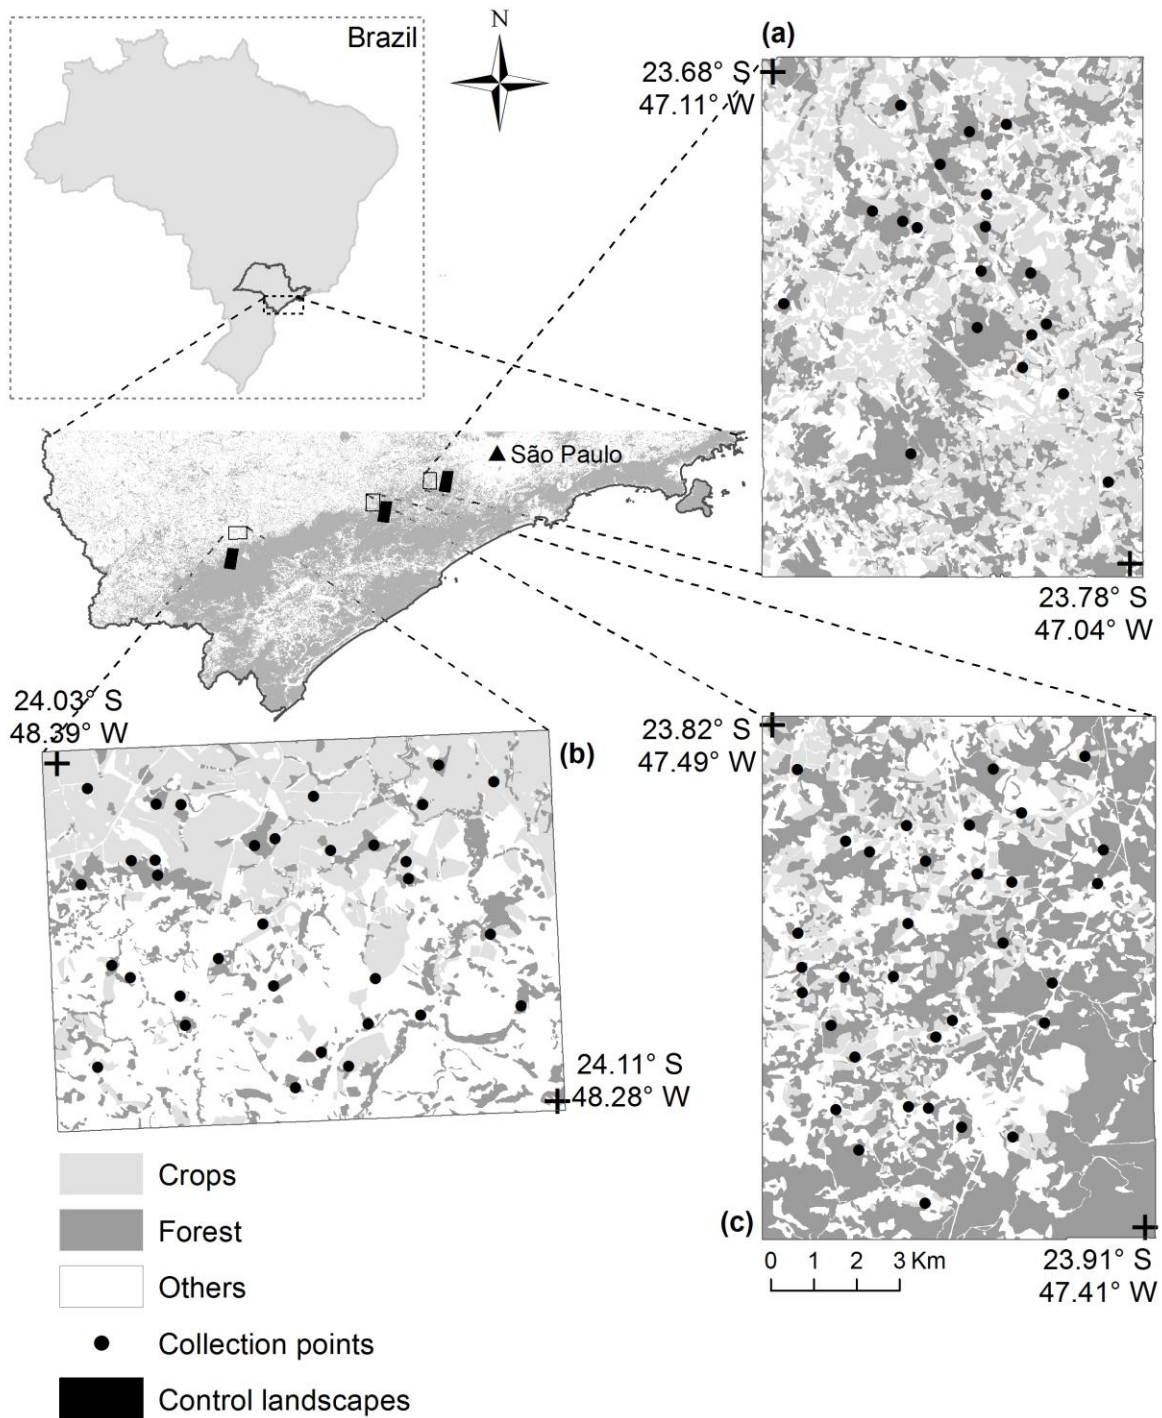 Brazil
N
(a)
23.68° S
47.11° W
São Paulo
23.78° S
47.04° W
24.03° S
48.39° W
(b)
23.82° S
47.49° W
24.11° S
48.28° W
Crops
Forest
Others
Collection points
Control landscapes
(c)
0 1 2 3 Km
23.91° S
47.41° W